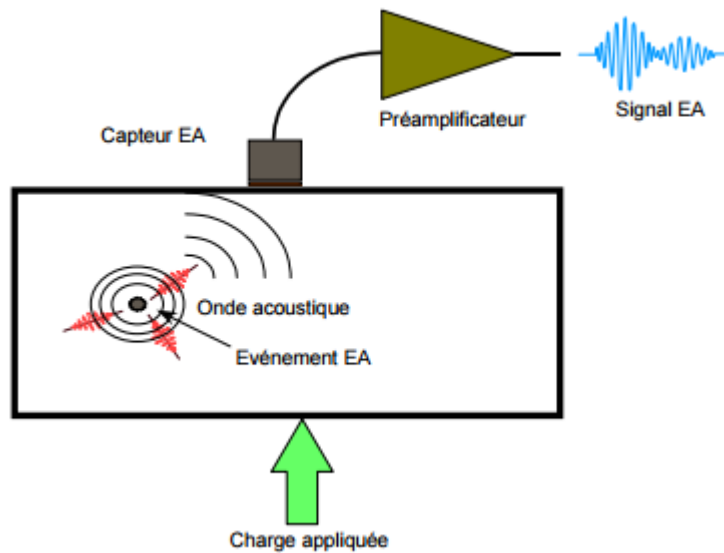 Préamplificateur
Signal EA
Capteur EA
Onde acoustique
Evénement EA
Charge appliquée